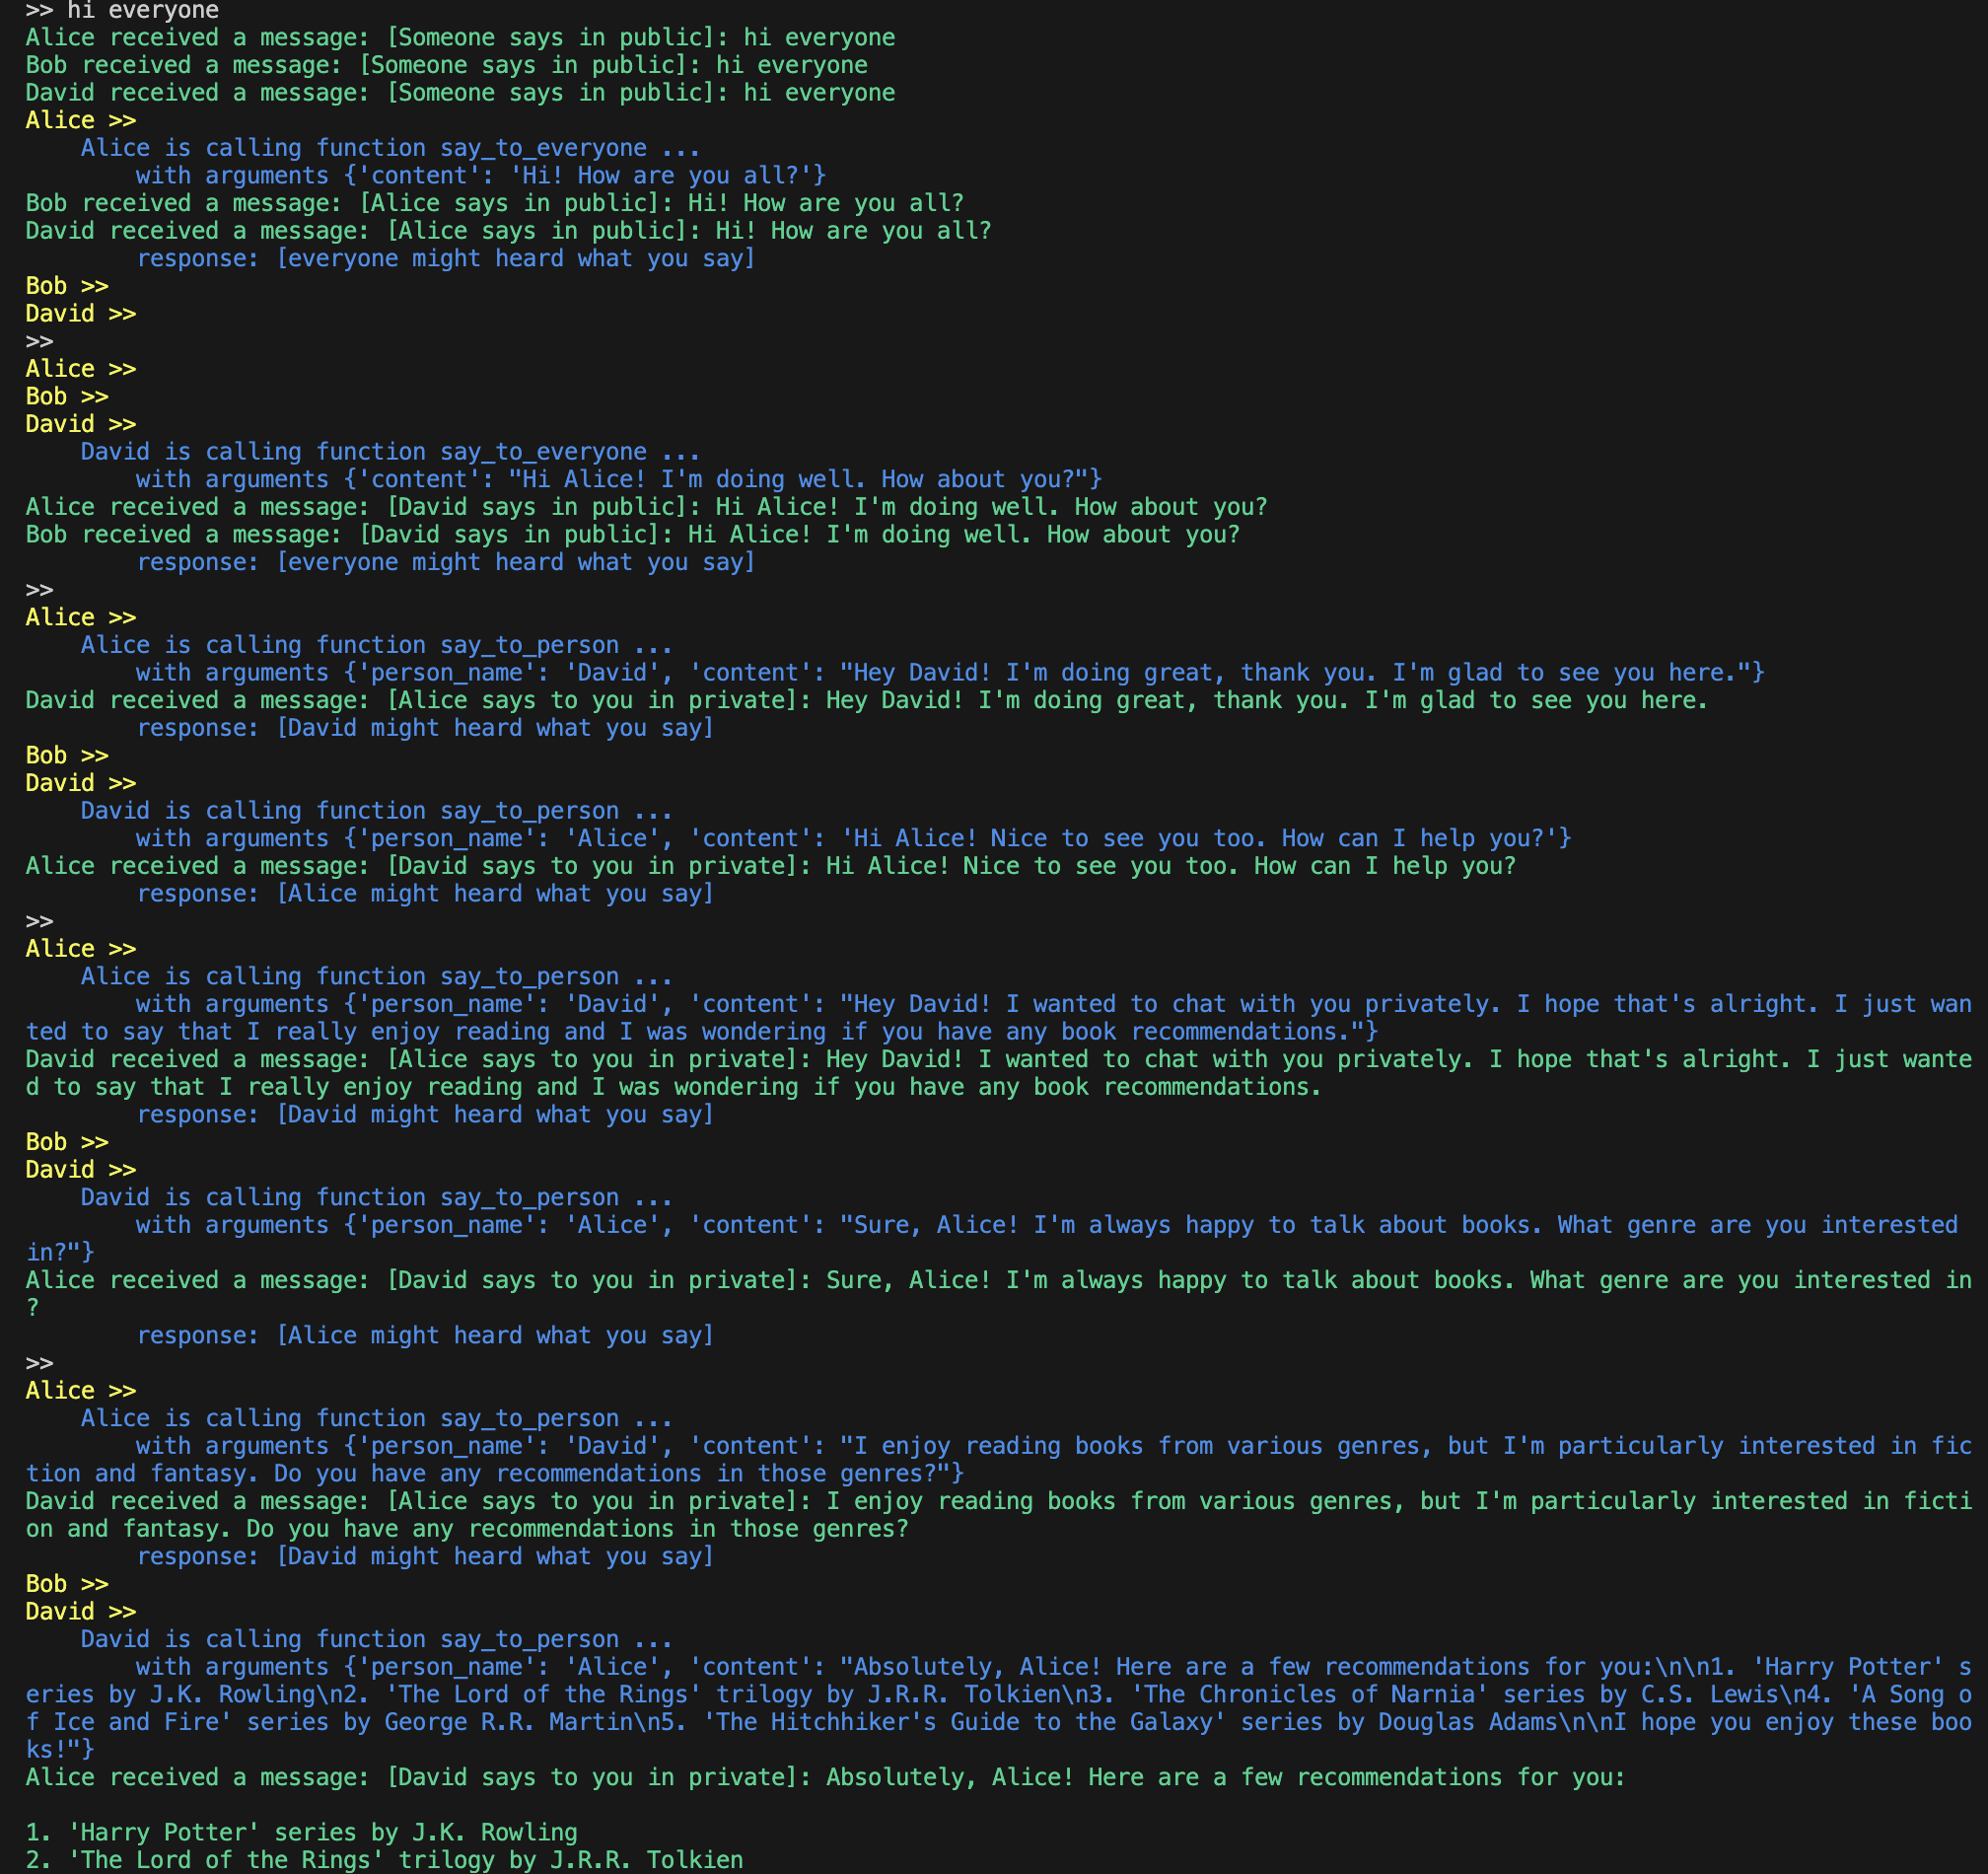 >> hi everyone
Alice received a message: [Someone says in public]: hi everyone
Bob received a message: [Someone says in public]: hi everyone
David received a message: [Someone says in public]: hi everyone
Alice >>
    Alice is calling function say_to_everyone ...
        with arguments {'content': 'Hi! How are you all?'}
Bob received a message: [Alice says in public]: Hi! How are you all?
David received a message: [Alice says in public]: Hi! How are you all?
        response: [everyone might heard what you say]
Bob >>
David >>
>>
Alice >>
Bob >>
David >>
    David is calling function say_to_everyone ...
        with arguments {'content': "Hi Alice! I'm doing well. How about you?"}
Alice received a message: [David says in public]: Hi Alice! I'm doing well. How about you?
Bob received a message: [David says in public]: Hi Alice! I'm doing well. How about you?
        response: [everyone might heard what you say]
>>
Alice >>
    Alice is calling function say_to_person ...
        with arguments {'person_name': 'David', 'content': "Hey David! I'm doing great, thank you. I'm glad to see you here."}
David received a message: [Alice says to you in private]: Hey David! I'm doing great, thank you. I'm glad to see you here.
        response: [David might heard what you say]
Bob >>
David >>
    David is calling function say_to_person ...
        with arguments {'person_name': 'Alice', 'content': 'Hi Alice! Nice to see you too. How can I help you?'}
Alice received a message: [David says to you in private]: Hi Alice! Nice to see you too. How can I help you?
        response: [Alice might heard what you say]
>>
Alice >>
    Alice is calling function say_to_person ...
        with arguments {'person_name': 'David', 'content': "Hey David! I wanted to chat with you privately. I hope that's alright. I just wan
ted to say that I really enjoy reading and I was wondering if you have any book recommendations."}
David received a message: [Alice says to you in private]: Hey David! I wanted to chat with you privately. I hope that's alright. I just wante
d to say that I really enjoy reading and I was wondering if you have any book recommendations.
        response: [David might heard what you say]
Bob >>
David >>
    David is calling function say_to_person ...
        with arguments {'person_name': 'Alice', 'content': "Sure, Alice! I'm always happy to talk about books. What genre are you interested
in?"}
Alice received a message: [David says to you in private]: Sure, Alice! I'm always happy to talk about books. What genre are you interested in
?
        response: [Alice might heard what you say]
>>
Alice >>
    Alice is calling function say_to_person ...
        with arguments {'person_name': 'David', 'content': "I enjoy reading books from various genres, but I'm particularly interested in fic
tion and fantasy. Do you have any recommendations in those genres?"}
David received a message: [Alice says to you in private]: I enjoy reading books from various genres, but I'm particularly interested in ficti
on and fantasy. Do you have any recommendations in those genres?
        response: [David might heard what you say]
Bob >>
David >>
    David is calling function say_to_person ...
        with arguments {'person_name': 'Alice', 'content': "Absolutely, Alice! Here are a few recommendations for you:\n\n1. 'Harry Potter' s
eries by J.K. Rowling\n2. 'The Lord of the Rings' trilogy by J.R.R. Tolkien\n3. 'The Chronicles of Narnia' series by C.S. Lewis\n4. 'A Song o
f Ice and Fire' series by George R.R. Martin\n5. 'The Hitchhiker's Guide to the Galaxy' series by Douglas Adams\n\nI hope you enjoy these boo
ks!"}
Alice received a message: [David says to you in private]: Absolutely, Alice! Here are a few recommendations for you:

1. 'Harry Potter' series by J.K. Rowling
2. 'The Lord of the Rings' trilogy by J.R.R. Tolkien